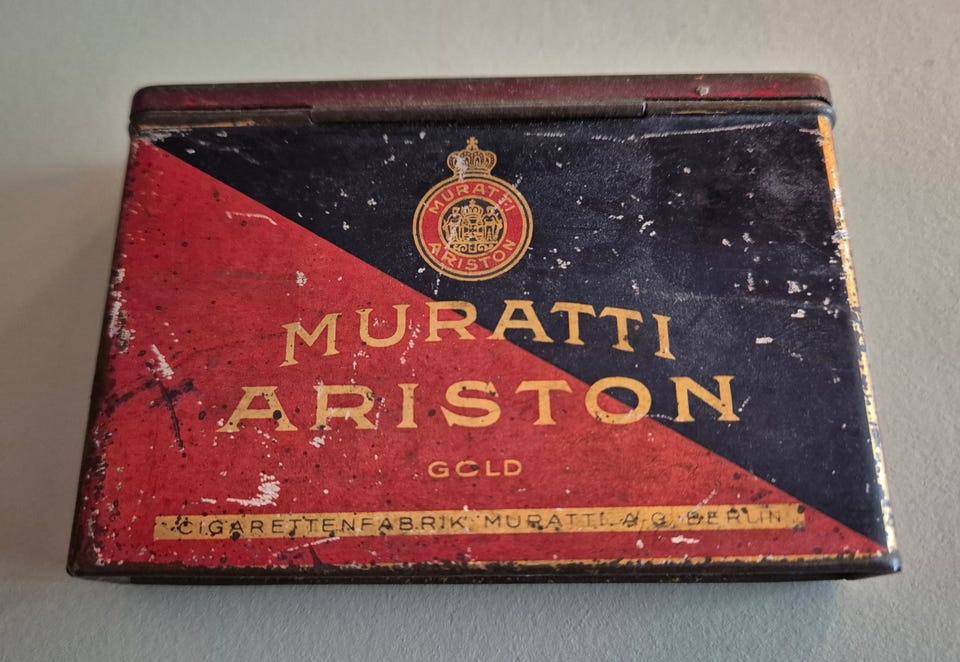 MURATTI
ARISTON
MURATTI
ARISTON
GOLD
CIGARETTENFABRIK MURATTI A.G. BERLIN